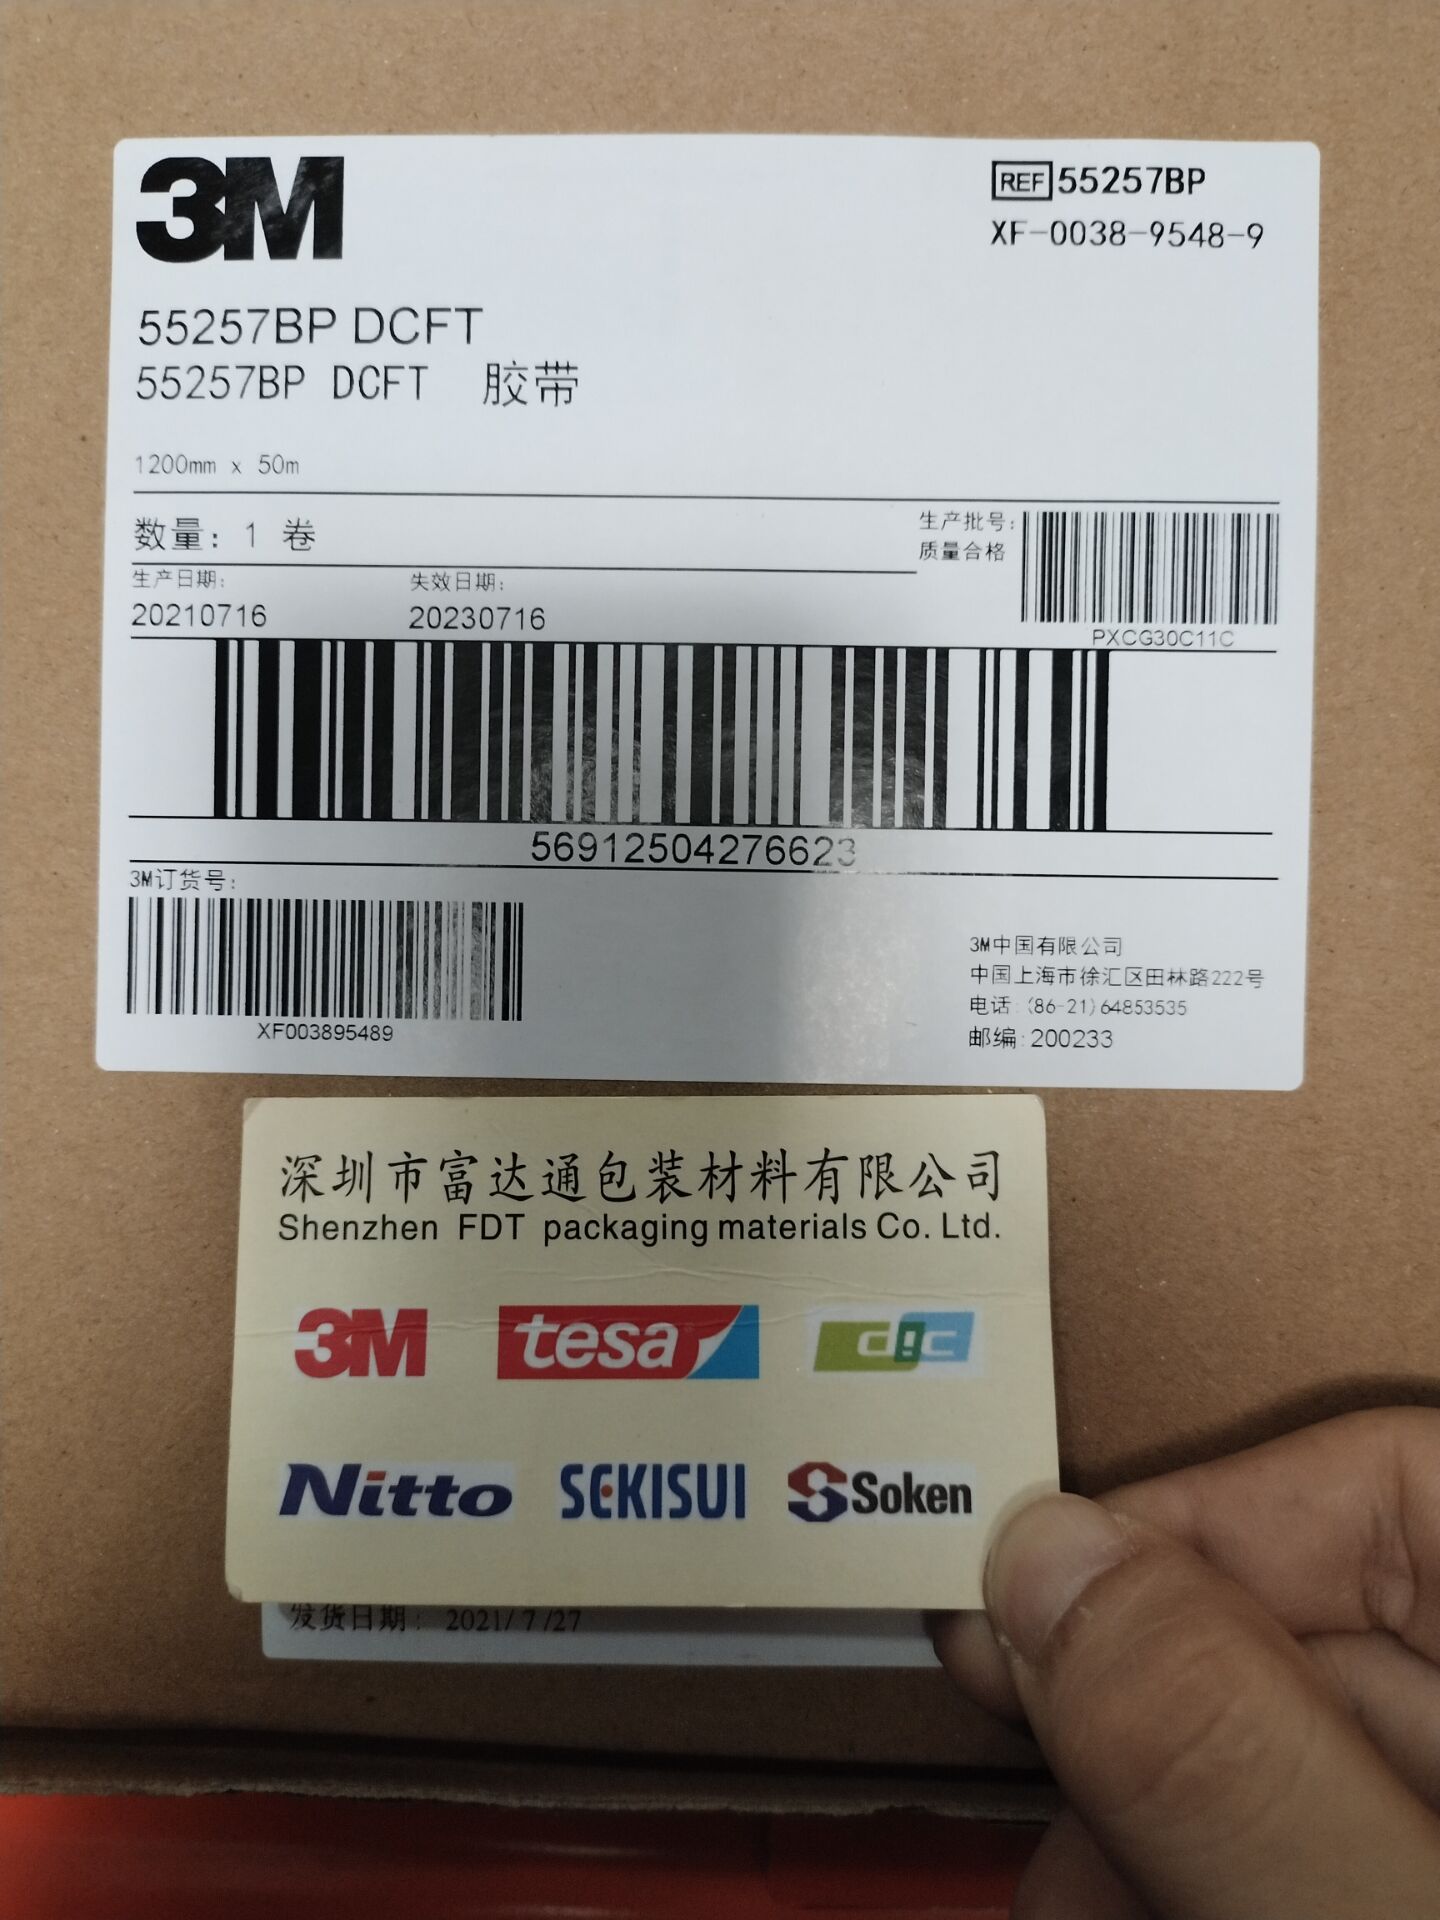 3M
REF 55257BP
XF-0038-9548-9
55257BP DCFT
55257BP DCFT 胶带
1200mm x 50m
数量: 1 卷
生产批号:
质量合格
PXCG30C11C
生产日期:
20210716
失效日期:
20230716
56912504276623
3M订货号:
XF003895489
3M中国有限公司
中国上海市徐汇区田林路222号
电话:(86-21)64853535
邮编:200233
深圳市富达通包装材料有限公司
Shenzhen FDT packaging materials Co. Ltd.
3M
tesa
dic
Nitto
SEKISUI
Soken
发货日期: 2021/7/27